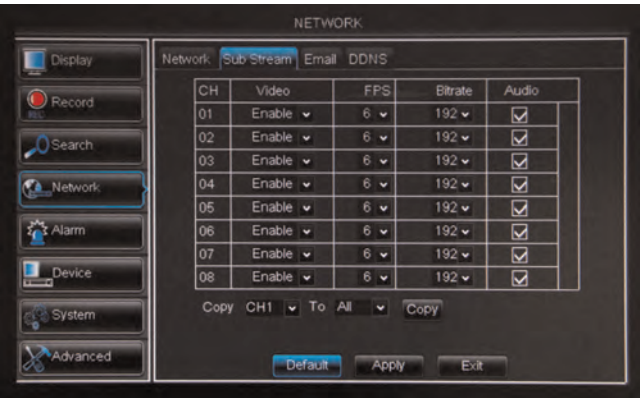 NETWORK
Display
Record
REC
Search
Network
Alarm
Device
System
Advanced
Network Sub Stream Email DDNS
CH Video FPS Bitrate Audio
01 Enable 6 192
02 Enable 6 192
03 Enable 6 192
04 Enable 6 192
05 Enable 6 192
06 Enable 6 192
07 Enable 6 192
08 Enable 6 192
Copy CH1 To All Copy
Default Apply Exit